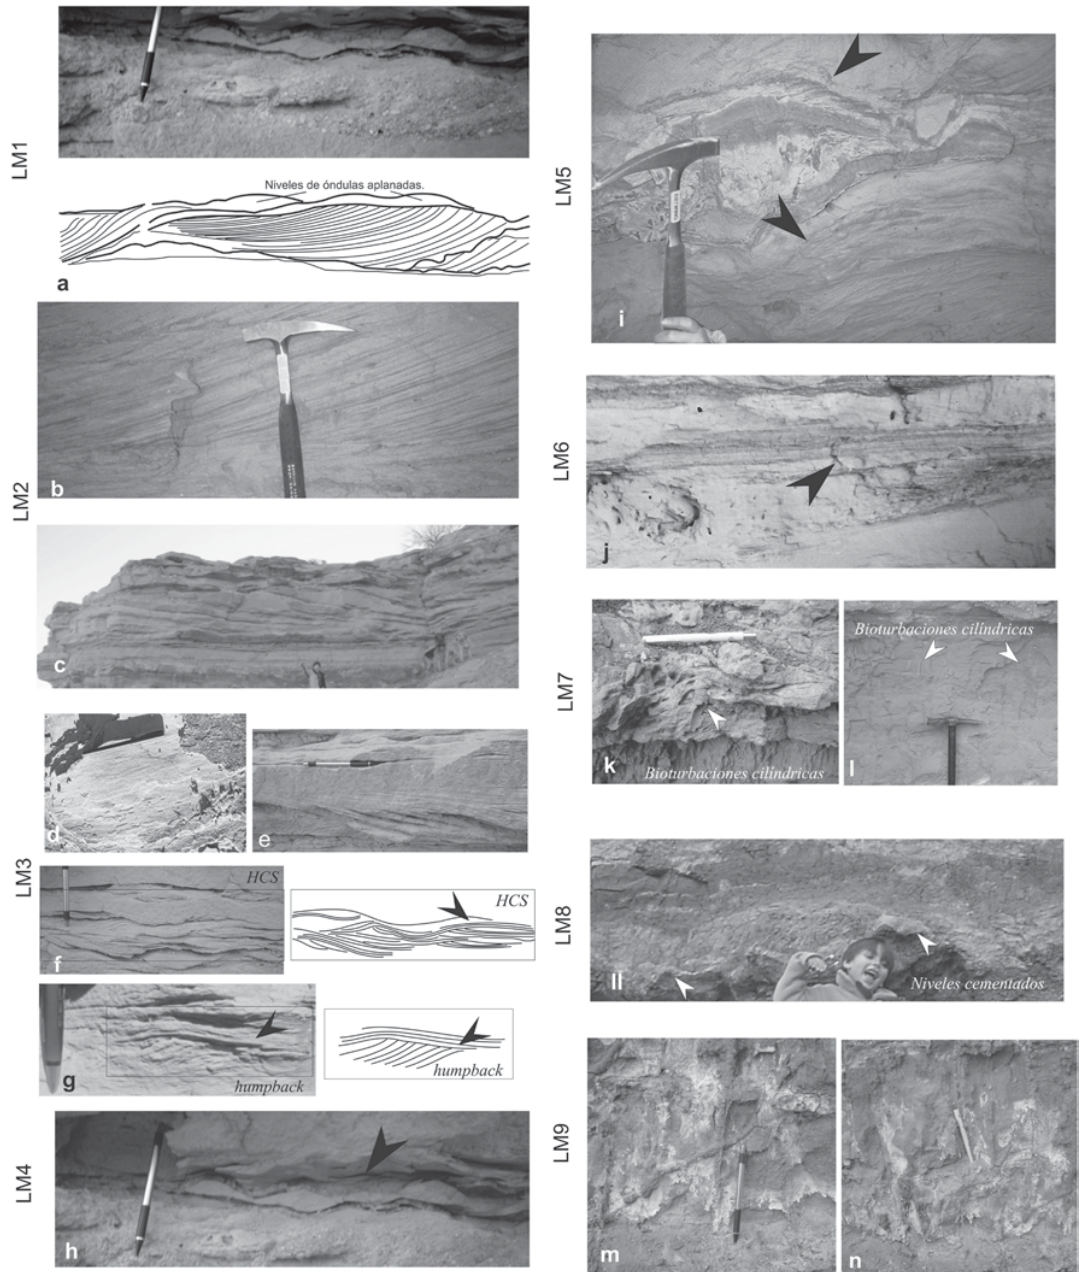 LM1
Niveles de óndulas aplanadas.
a
LM2
b
c
LM3
d
e
HCS
f
HCS
g
humpback
humpback
LM4
h
LM5
i
LM6
j
LM7
k
Bioturbaciones cilíndricas
Bioturbaciones cilíndricas
l
LM8
ll
Niveles cementados
LM9
m
n